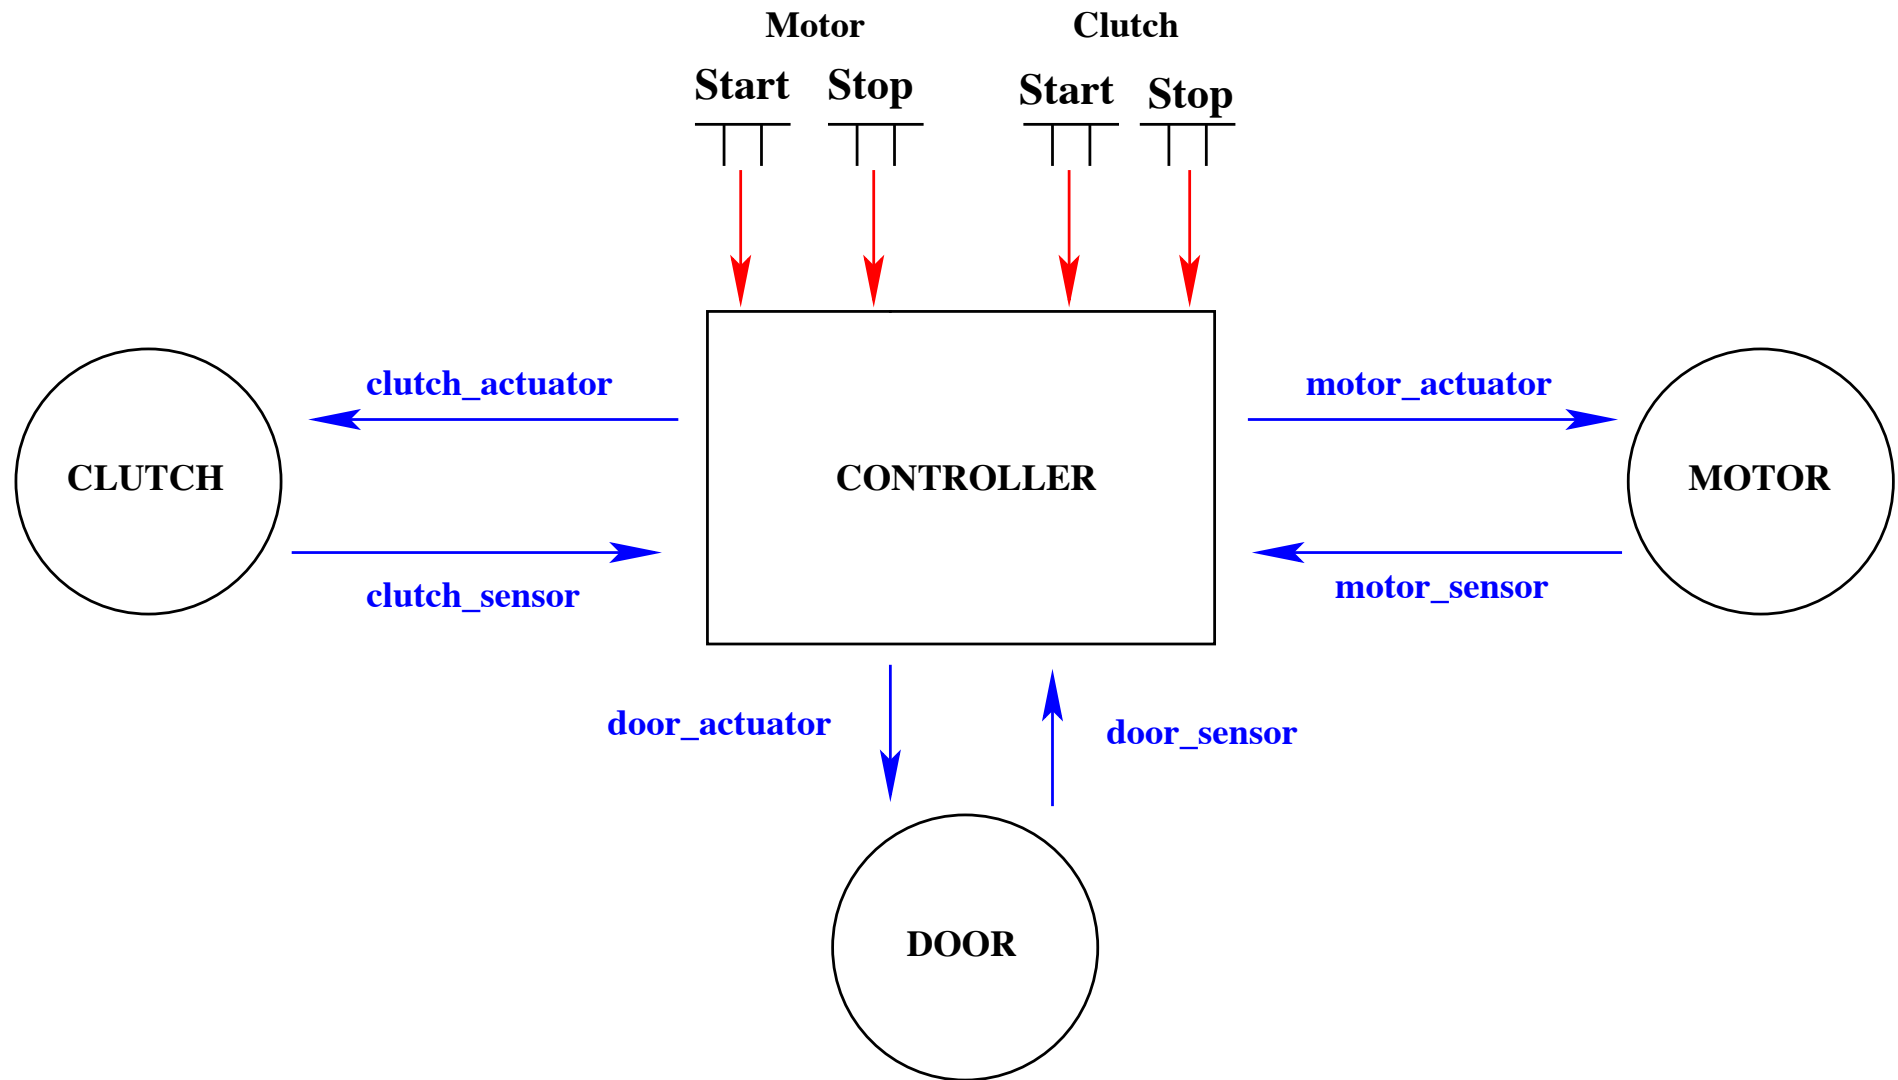 Motor Clutch
Start Stop Start Stop
clutch_actuator motor_actuator
CLUTCH CONTROLLER MOTOR
clutch_sensor motor_sensor
door_actuator door_sensor
DOOR